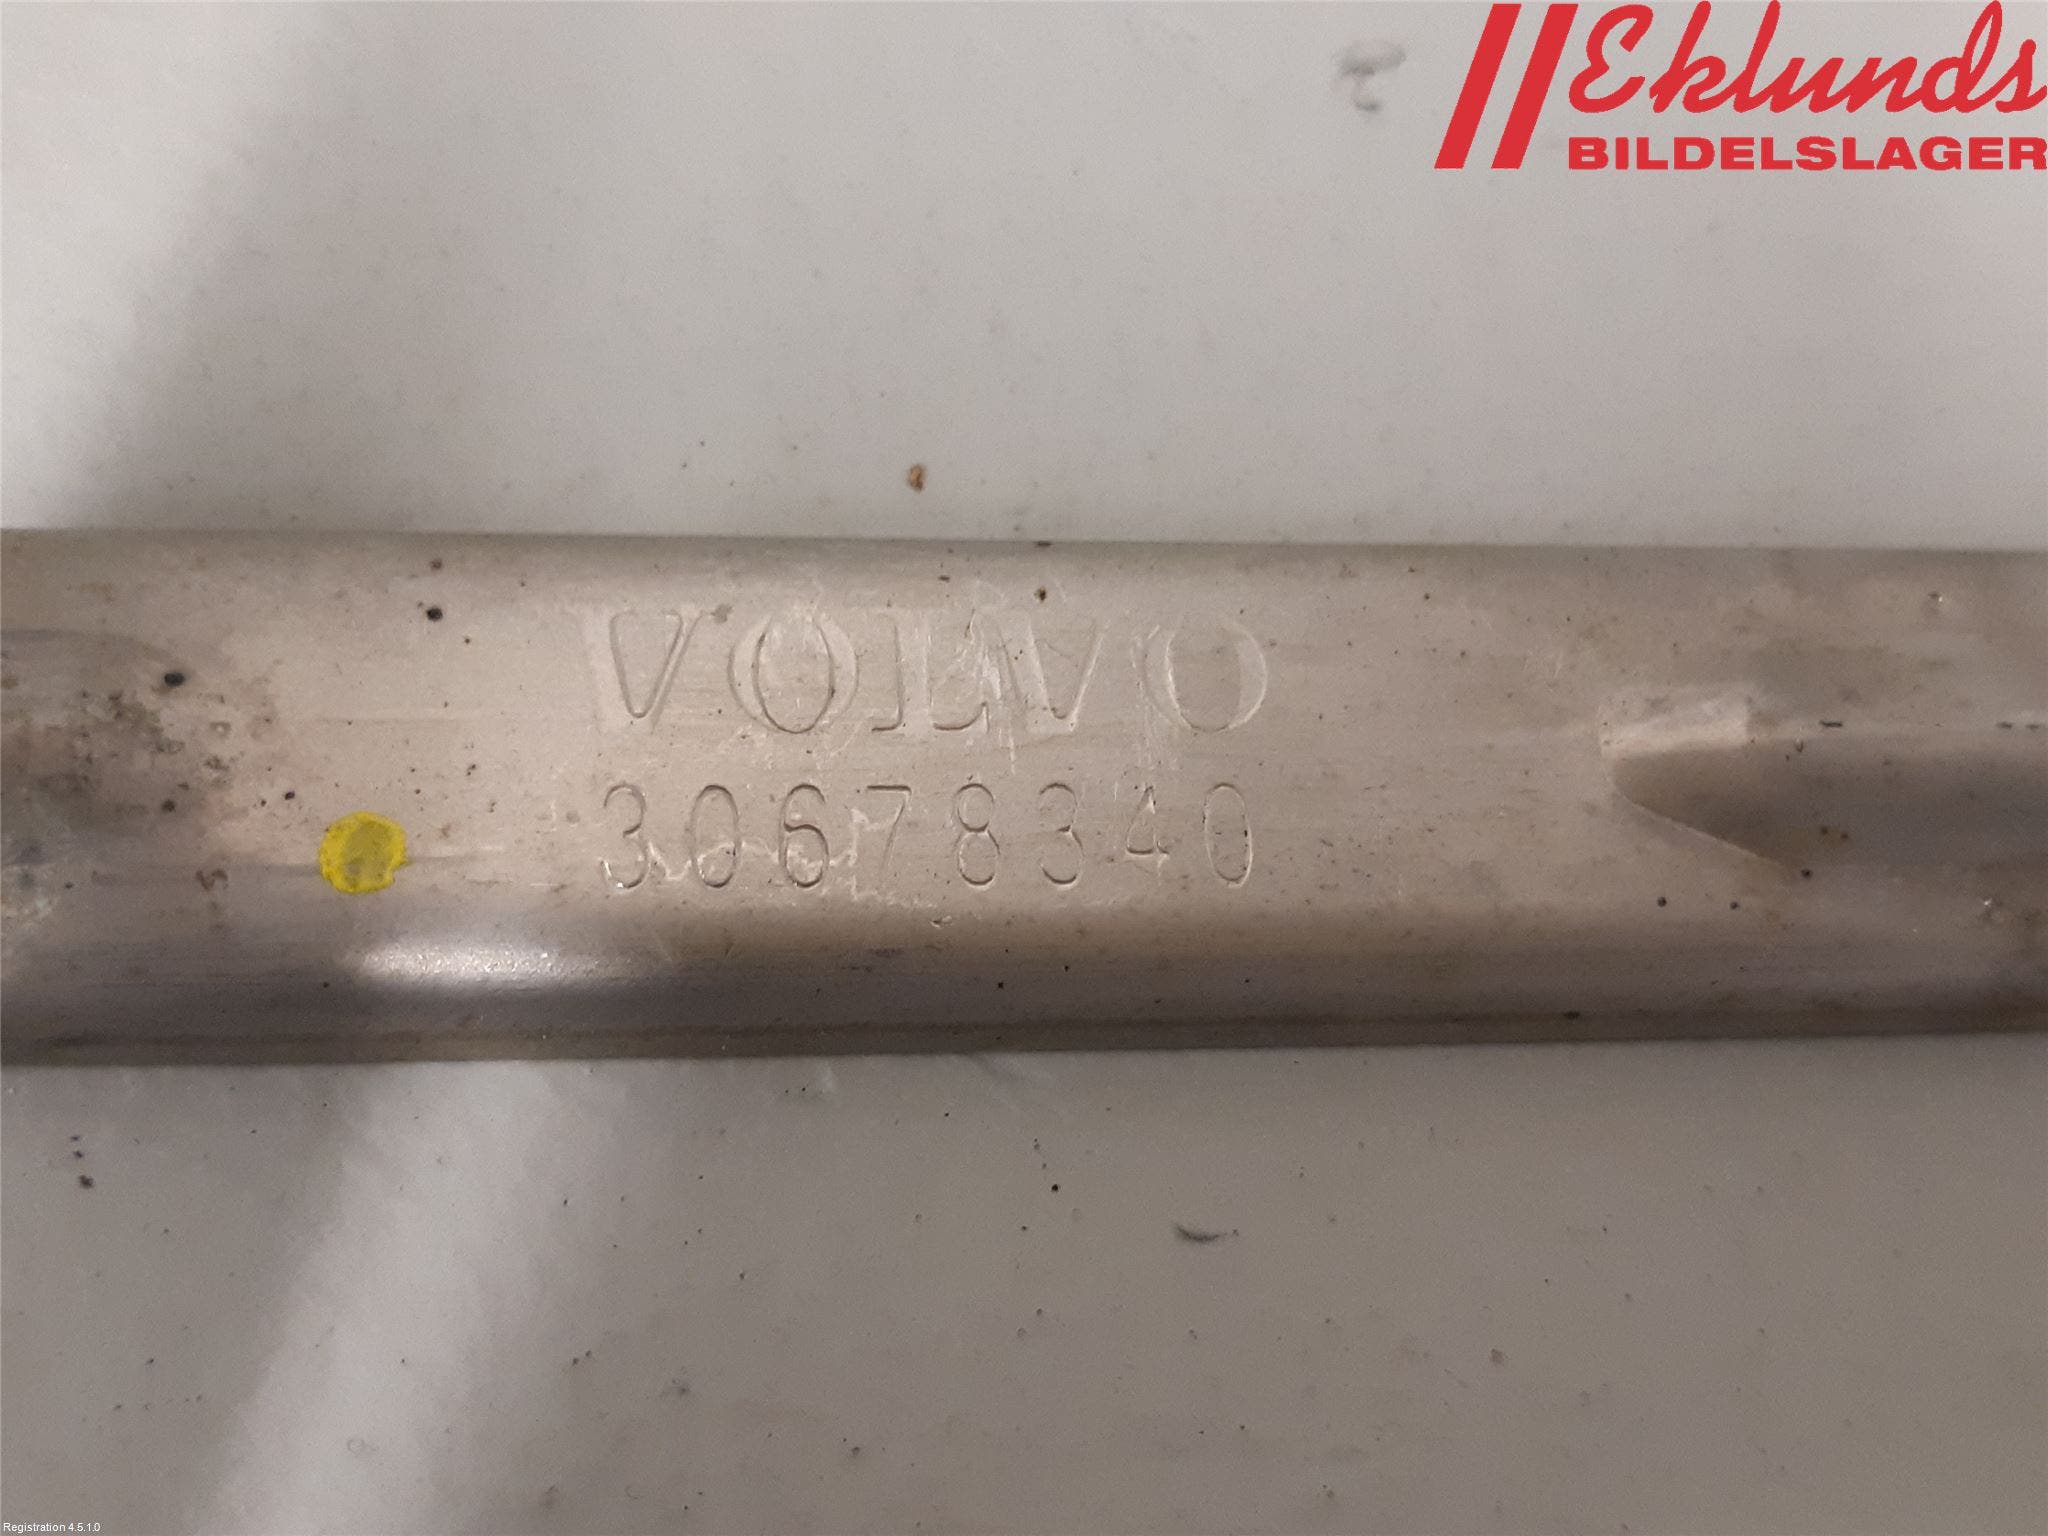 Eklunds
BILDELSLAGER
VOLVO
30678340
Registration 4.5.1.0